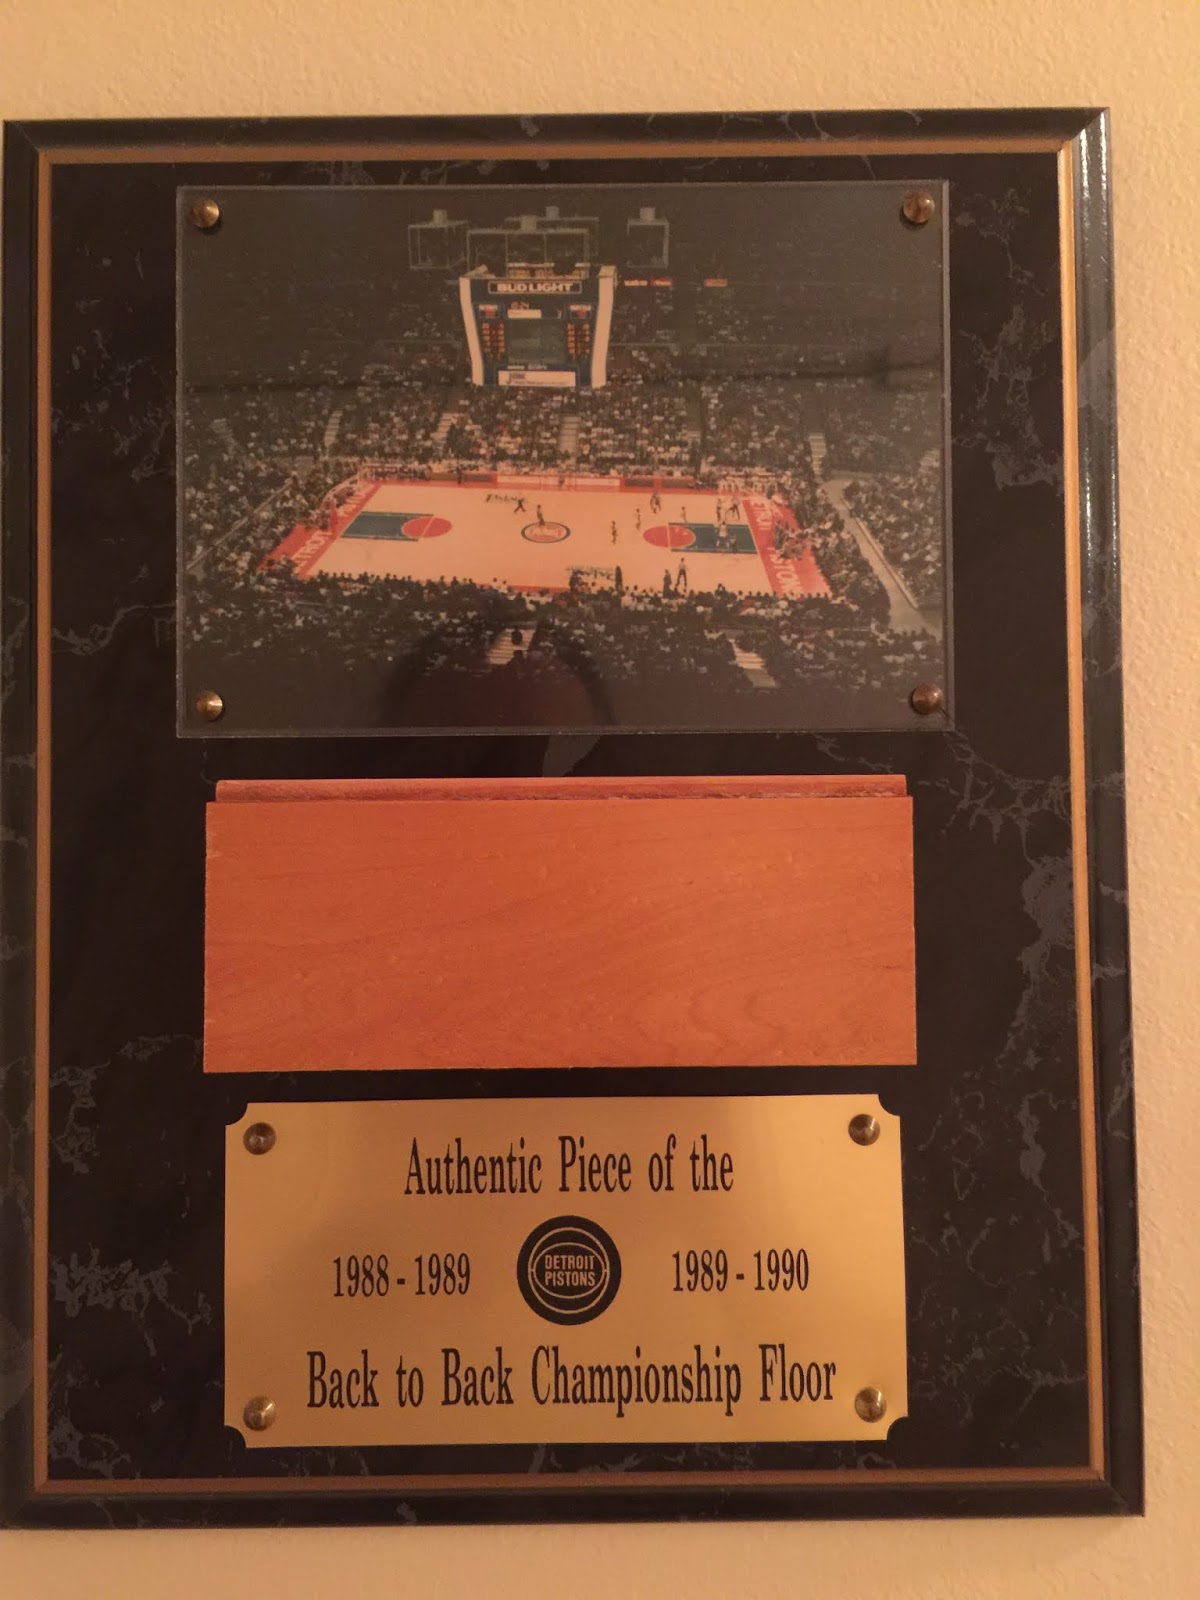 BUD LIGHT
Authentic Piece of the
1988 - 1989
DETROIT
PISTONS
1989 - 1990
Back to Back Championship Floor